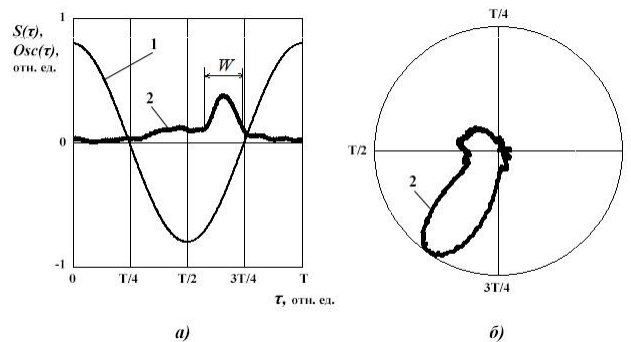 S(τ),
Osc(τ),
отн. ед.
1
0
-1
1
2
W
0 T/4 T/2 3T/4 T
τ, отн. ед.
а)
T/4
T/2
2
3T/4
б)